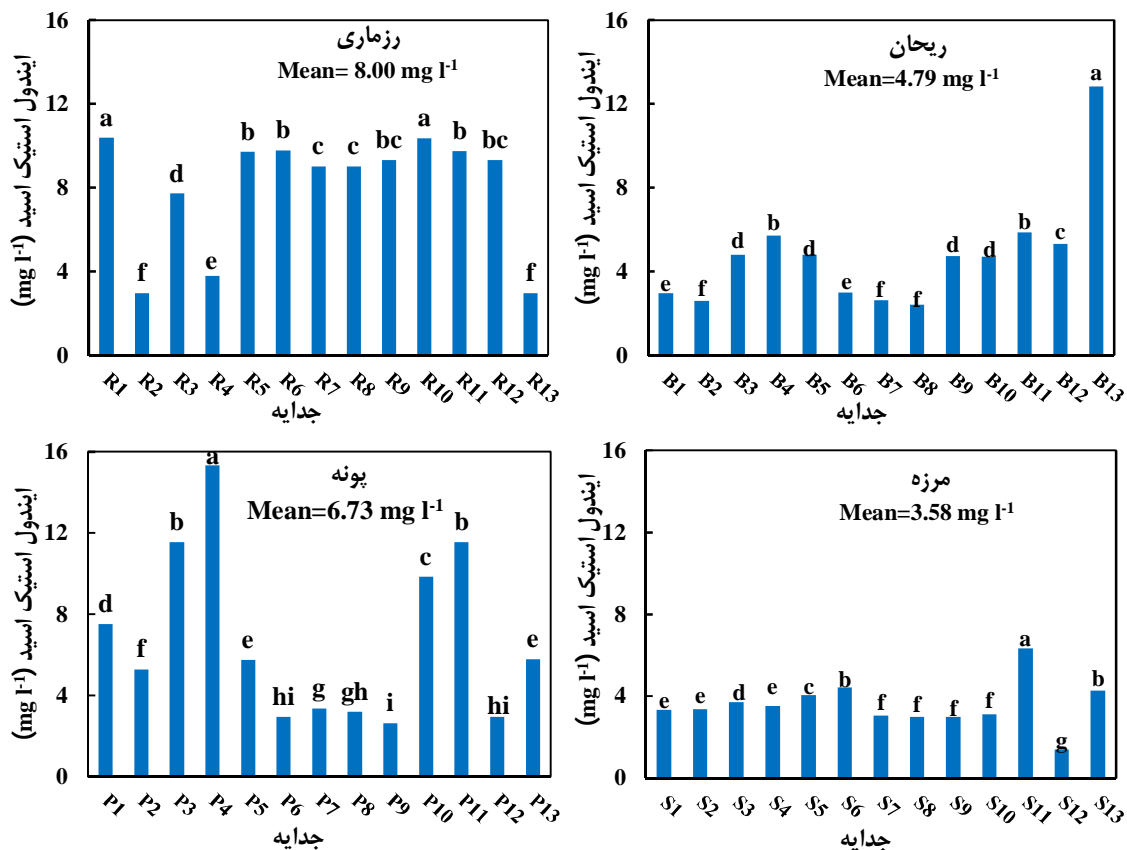 رزماری
Mean= 8.00 mg l-1
ایندول استیک اسید (mg l-1)
16
12
8
4
0
a
f
d
e
b
b
c
c
bc
a
b
bc
f
R1
R2
R3
R4
R5
R6
R7
R8
R9
R10
R11
R12
R13
جدایه
ریحان
Mean=4.79 mg l-1
ایندول استیک اسید (mg l-1)
16
12
8
4
0
e
f
d
b
d
e
f
f
d
d
b
c
a
B1
B2
B3
B4
B5
B6
B7
B8
B9
B10
B11
B12
B13
جدایه
پونه
Mean=6.73 mg l-1
ایندول استیک اسید (mg l-1)
16
12
8
4
0
d
f
b
a
e
hi
g
gh
i
c
b
hi
e
P1
P2
P3
P4
P5
P6
P7
P8
P9
P10
P11
P12
P13
جدایه
مرزه
Mean=3.58 mg l-1
ایندول استیک اسید (mg l-1)
16
12
8
4
0
e
e
d
e
c
b
f
f
f
f
a
g
b
S1
S2
S3
S4
S5
S6
S7
S8
S9
S10
S11
S12
S13
جدایه